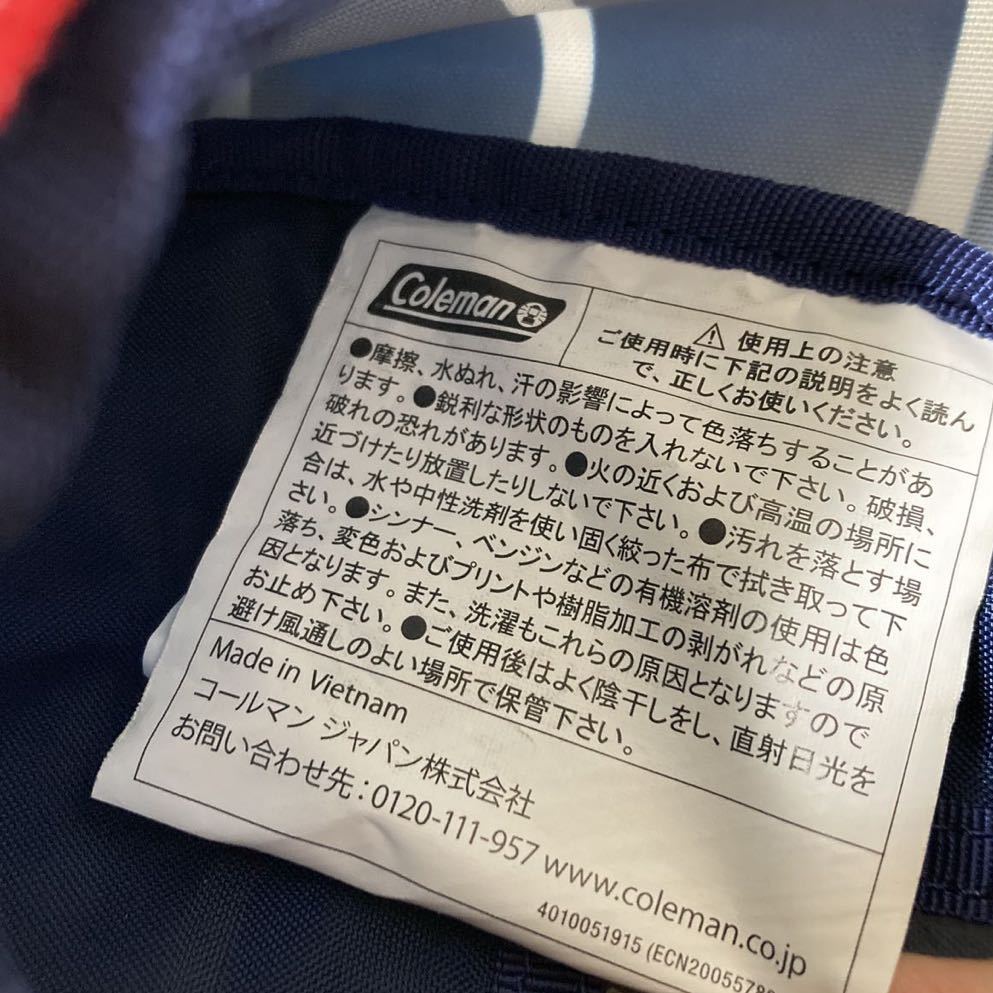 Coleman
⚠ 使用上の注意
ご使用時に下記の説明をよく読ん
で、正しくお使いください。
●摩擦、水ぬれ、汗の影響によって色落ちすることがあ
ります。●鋭利な形状のものを入れないで下さい。破損、
破れの恐れがあります。●火の近くおよび高温の場所に
近づけたり放置したりしないで下さい。●汚れを落とす場
合は、水や中性洗剤を使い固く絞った布で拭き取って下
さい。●シンナー、ベンジンなどの有機溶剤の使用は色
落ち、変色およびプリントや樹脂加工の剥がれなどの原
因となります。また、洗濯もこれらの原因となりますので
お止め下さい。●ご使用後はよく陰干しをし、直射日光を
避け風通しのよい場所で保管下さい。
Made in Vietnam
コールマン ジャパン株式会社
お問い合わせ先：0120-111-957 www.coleman.co.jp
4010051915